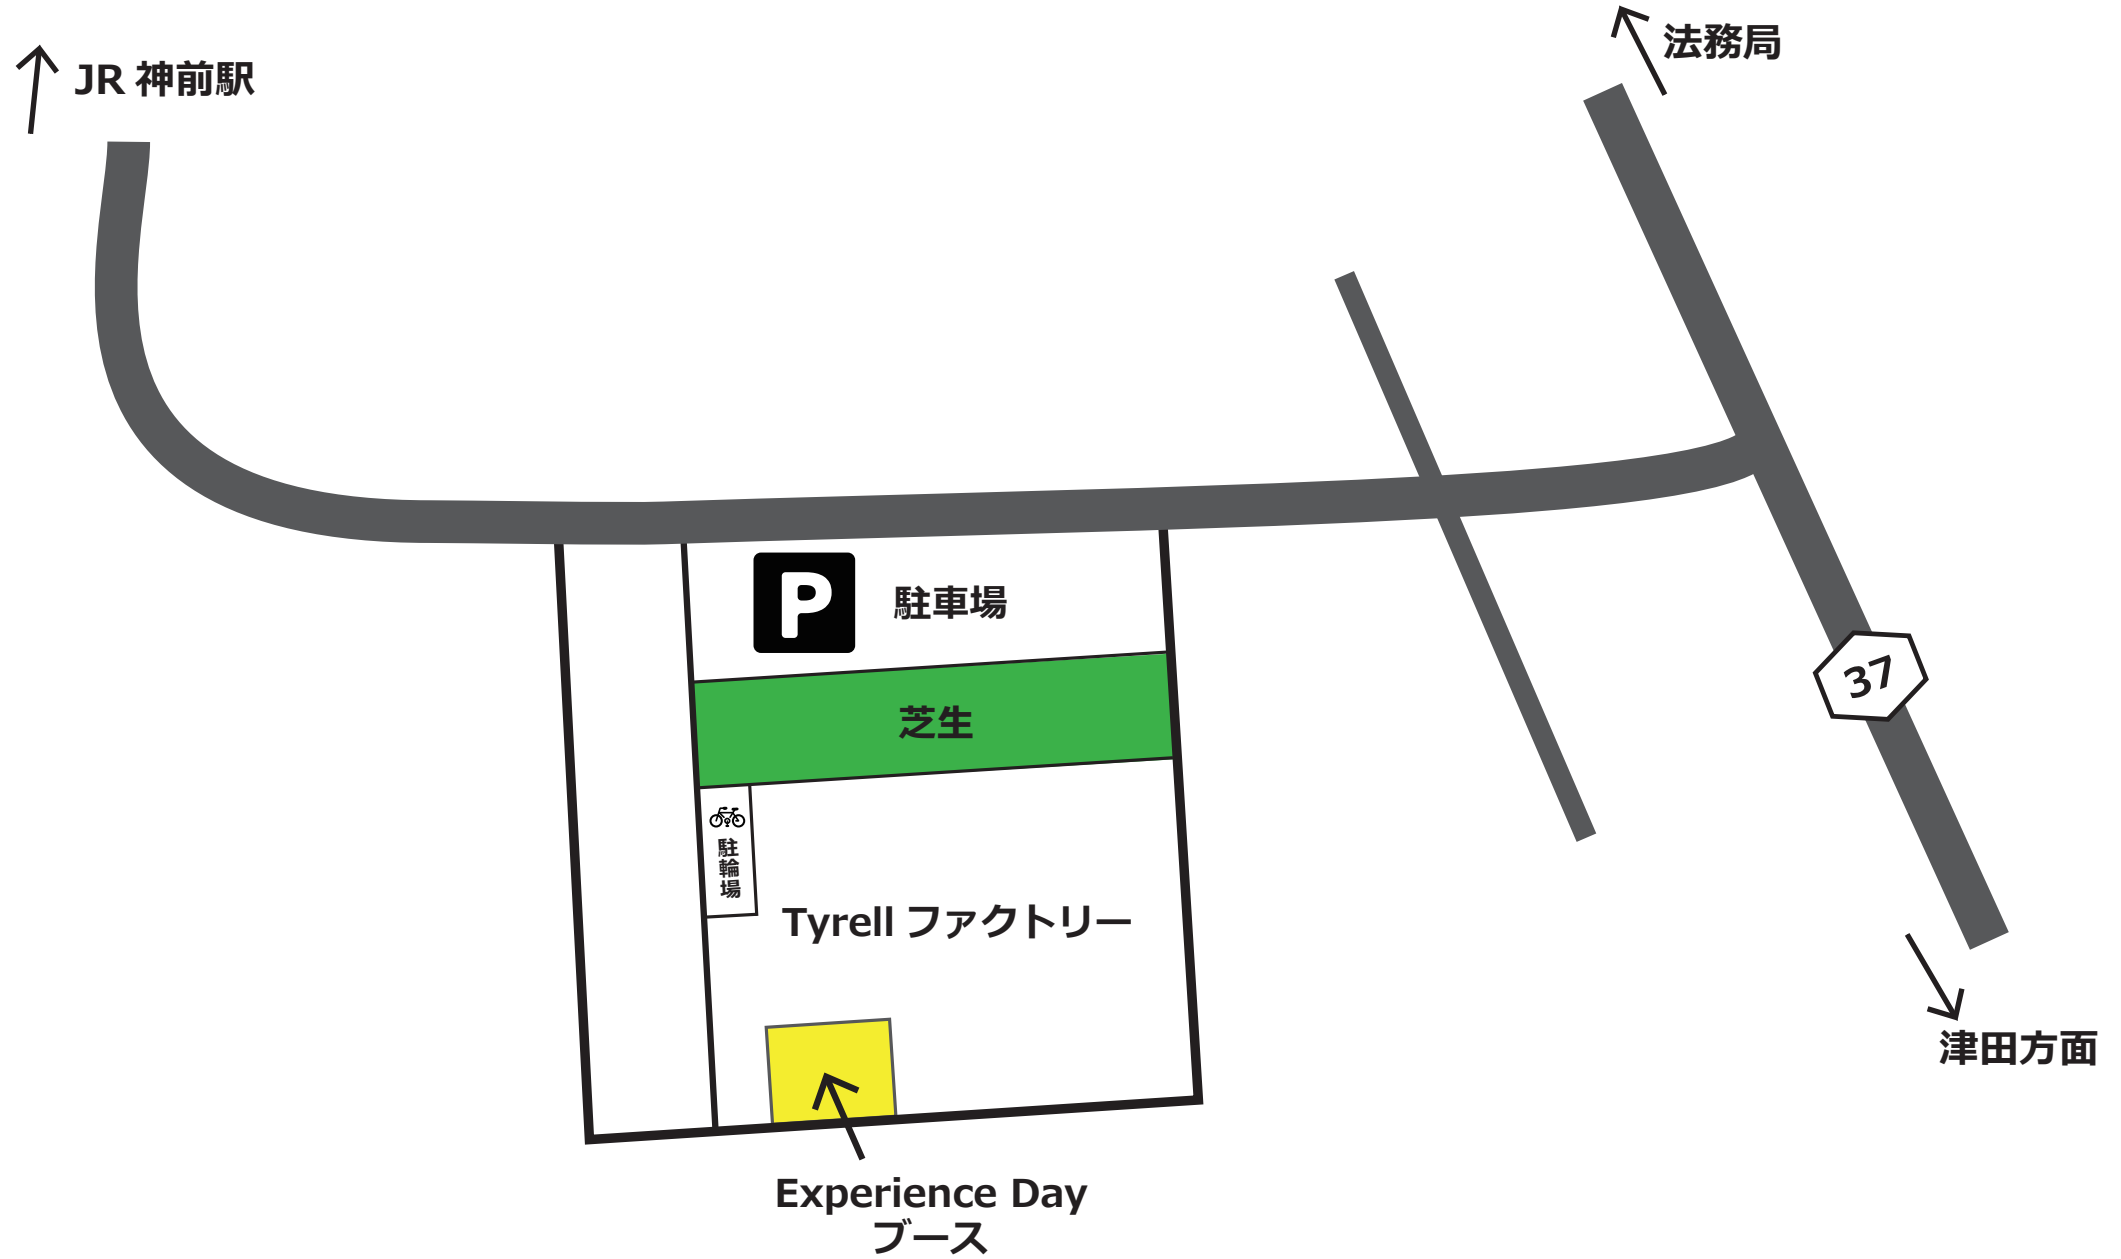 JR 神前駅
法務局
P
駐車場
芝生
駐輪場
Tyrell ファクトリー
37
津田方面
Experience Day
ブース